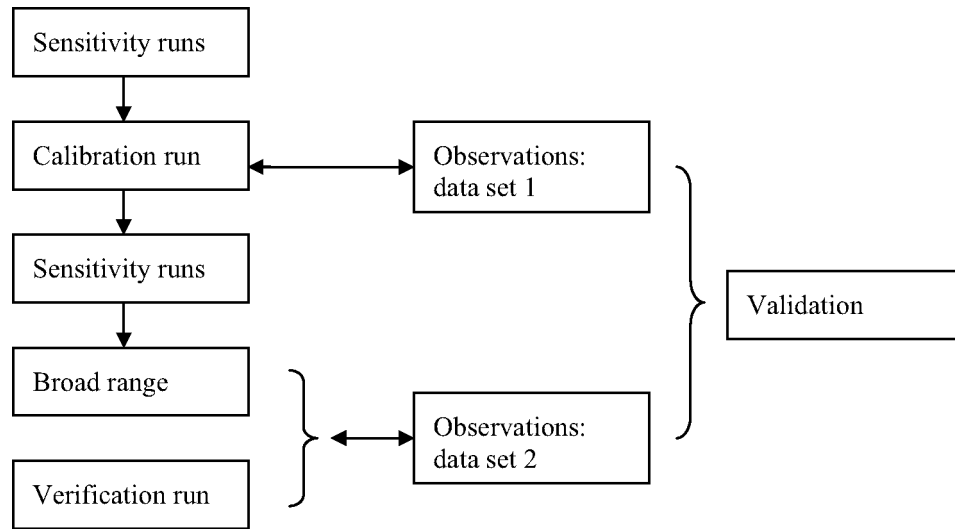 Sensitivity runs
Calibration run
Observations:
data set 1
Sensitivity runs
Validation
Broad range
Observations:
data set 2
Verification run